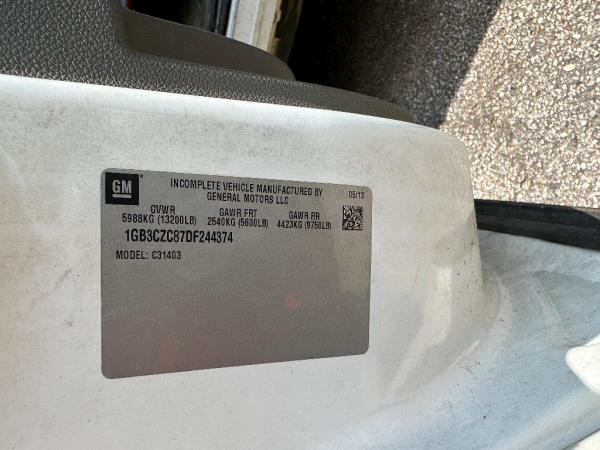 GM
INCOMPLETE VEHICLE MANUFACTURED BY
GENERAL MOTORS LLC
05/13
GVWR GAWR FRT GAWR RR
5988KG (13200LB) 2540KG (5600LB) 4423KG (9750LB)
1GB3CZC87DF244374
MODEL: C31403